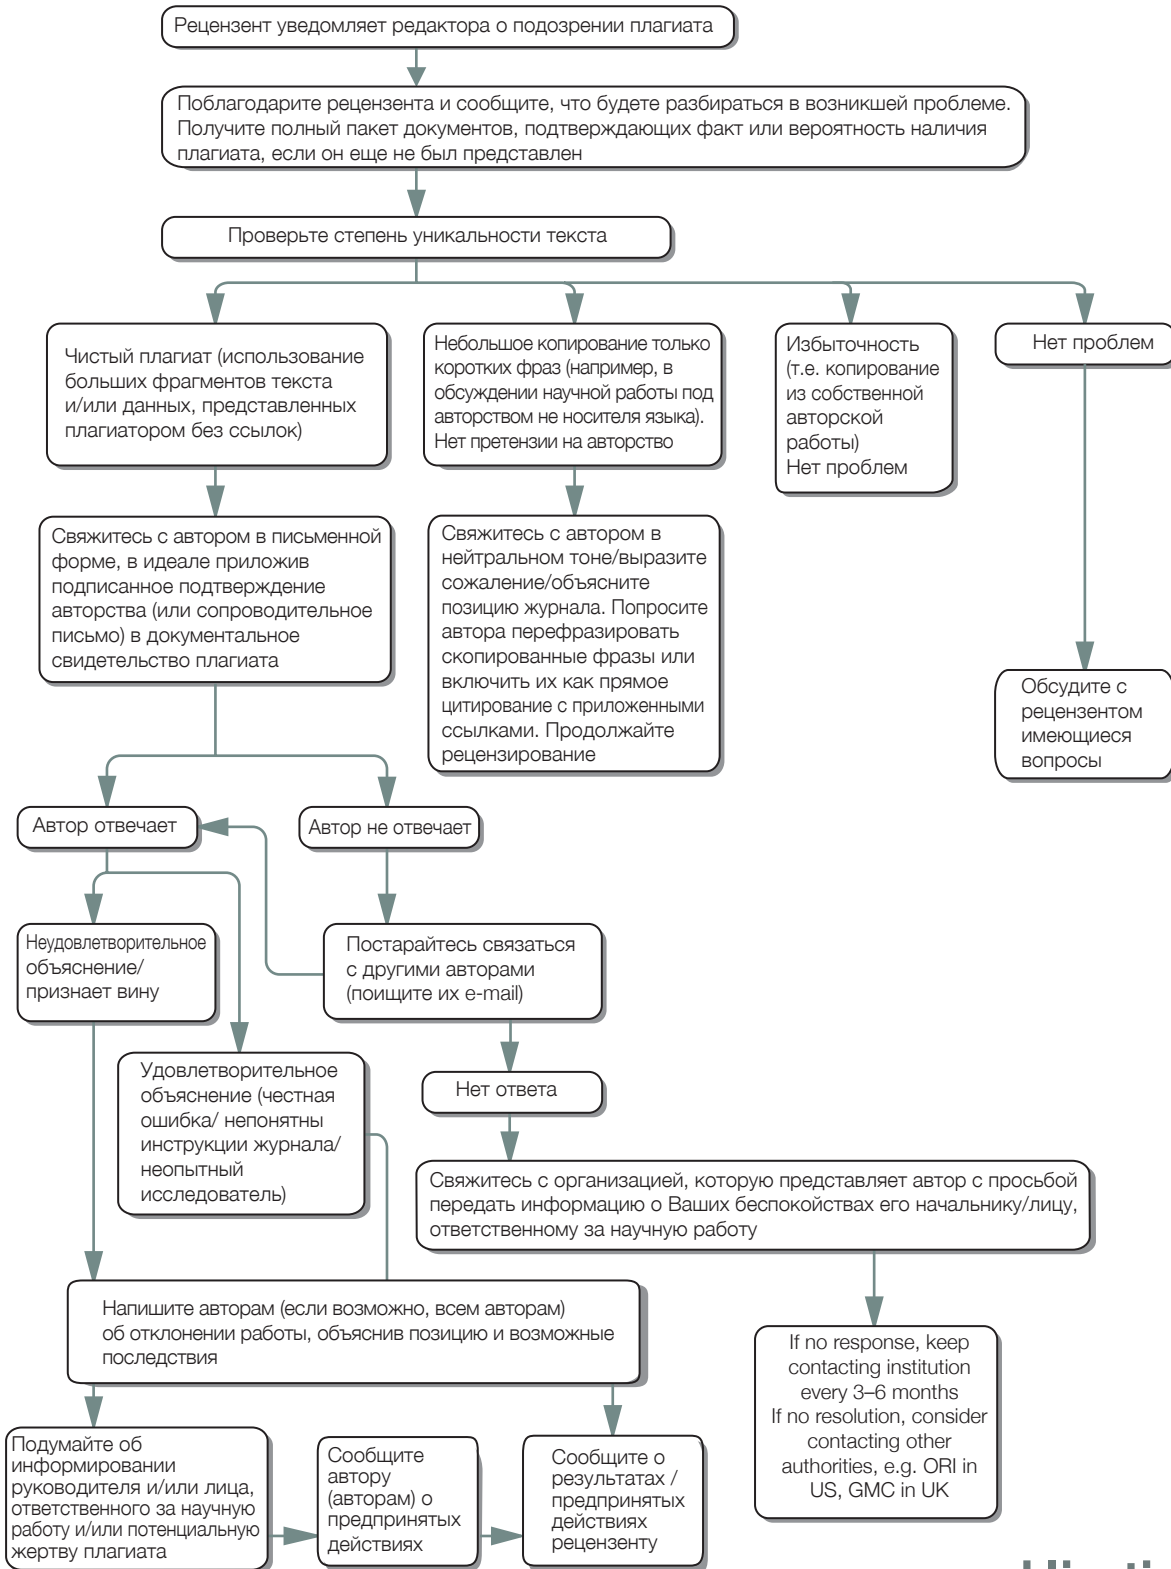 Рецензент уведомляет редактора о подозрении плагиата
Поблагодарите рецензента и сообщите, что будете разбираться в возникшей проблеме.
Получите полный пакет документов, подтверждающих факт или вероятность наличия
плагиата, если он еще не был представлен
Проверьте степень уникальности текста
Чистый плагиат (использование
больших фрагментов текста
и/или данных, представленных
плагиатором без ссылок)
Небольшое копирование только
коротких фраз (например, в
обсуждении научной работы под
авторством не носителя языка).
Нет претензии на авторство
Избыточность
(т.е. копирование
из собственной
авторской
работы)
Нет проблем
Нет проблем
Свяжитесь с автором в письменной
форме, в идеале приложив
подписанное подтверждение
авторства (или сопроводительное
письмо) в документальное
свидетельство плагиата
Свяжитесь с автором в
нейтральном тоне/выразите
сожаление/объясните
позицию журнала. Попросите
автора перефразировать
скопированные фразы или
включить их как прямое
цитирование с приложенными
ссылками. Продолжайте
рецензирование
Обсудите с
рецензентом
имеющиеся
вопросы
Автор отвечает
Автор не отвечает
Неудовлетворительное
объяснение/
признает вину
Постарайтесь связаться
с другими авторами
(поищите их e-mail)
Удовлетворительное
объяснение (честная
ошибка/ непонятны
инструкции журнала/
неопытный
исследователь)
Нет ответа
Свяжитесь с организацией, которую представляет автор с просьбой
передать информацию о Ваших беспокойствах его начальнику/лицу,
ответственному за научную работу
Напишите авторам (если возможно, всем авторам)
об отклонении работы, объяснив позицию и возможные
последствия
If no response, keep
contacting institution
every 3–6 months
If no resolution, consider
contacting other
authorities, e.g. ORI in
US, GMC in UK
Подумайте об
информировании
руководителя и/или лица,
ответственного за научную
работу и/или потенциальную
жертву плагиата
Сообщите
автору
(авторам) о
предпринятых
действиях
Сообщите о
результатах /
предпринятых
действиях
рецензенту